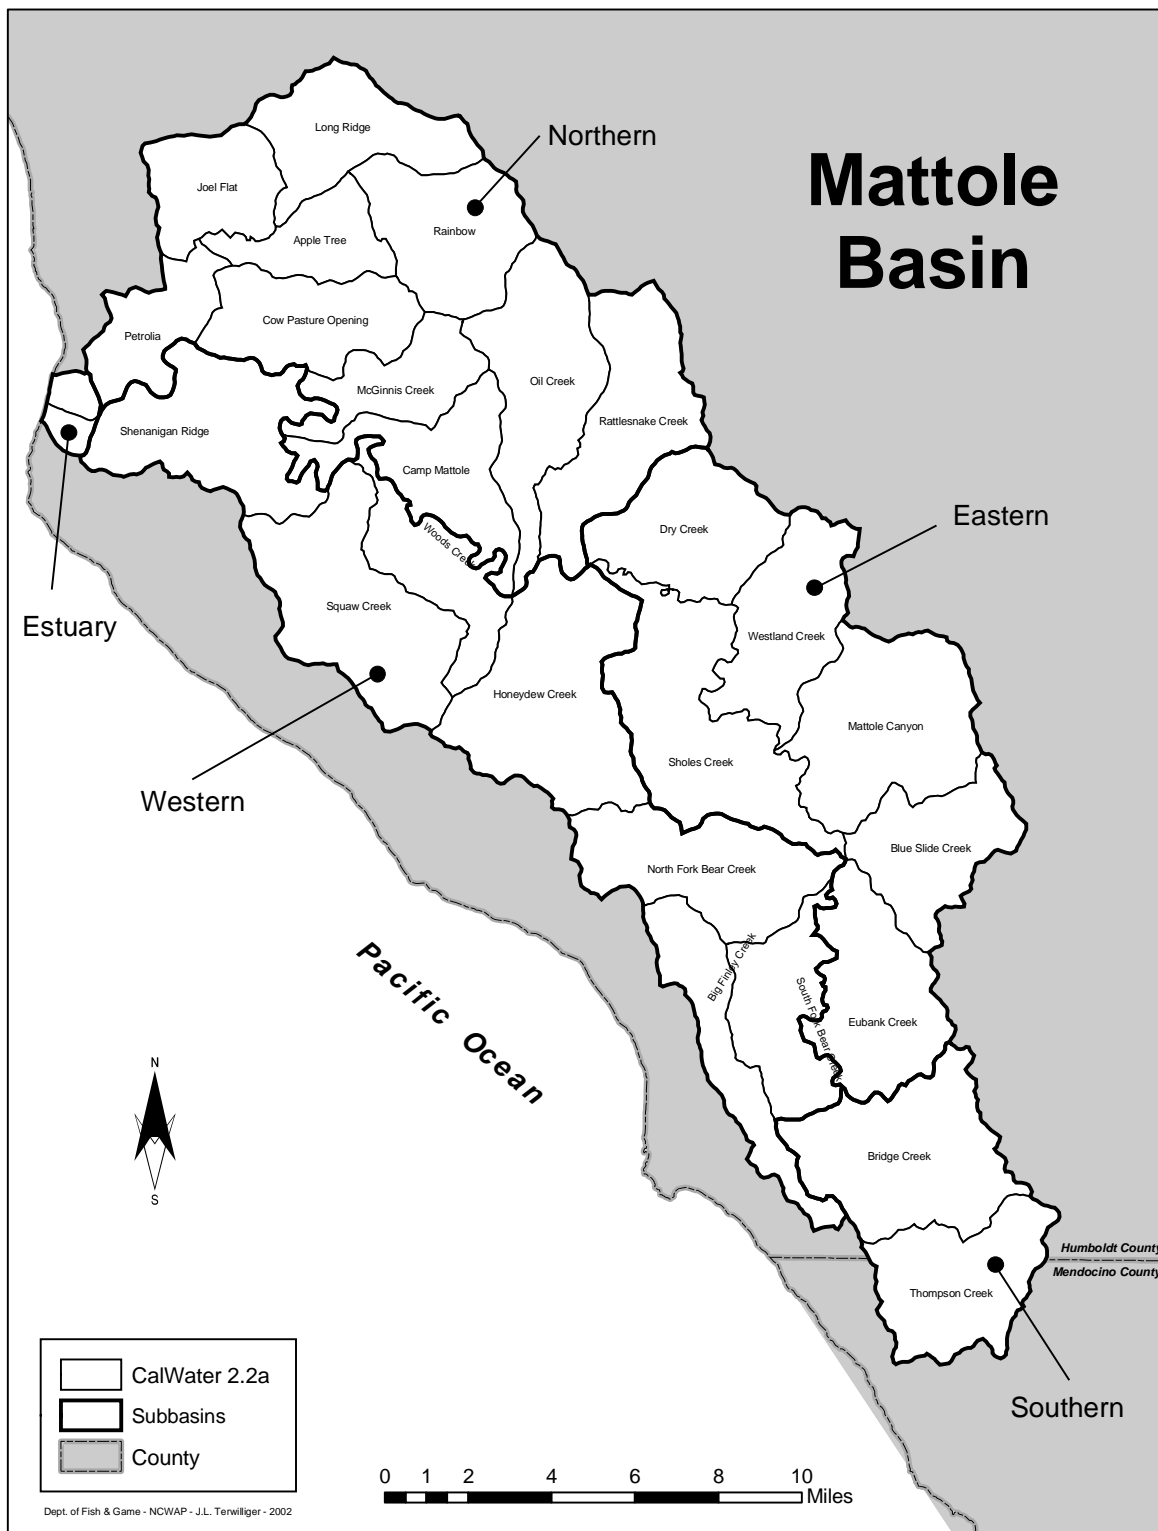 Mattole
Basin
Northern
Long Ridge
Joel Flat
Rainbow
Apple Tree
Cow Pasture Opening
Petrolia
Oil Creek
McGinnis Creek
Rattlesnake Creek
Shenanigan Ridge
Camp Mattole
Eastern
Dry Creek
Woods Creek
Estuary
Squaw Creek
Westland Creek
Honeydew Creek
Mattole Canyon
Sholes Creek
Western
Blue Slide Creek
North Fork Bear Creek
Pacific Ocean
Big Finley Creek
South Fork Bear Creek
Eubank Creek
N
S
Bridge Creek
Humboldt County
Mendocino County
Thompson Creek
Southern
CalWater 2.2a
Subbasins
County
0 1 2 4 6 8 10
Miles
Dept. of Fish & Game - NCWAP - J.L. Terwilliger - 2002